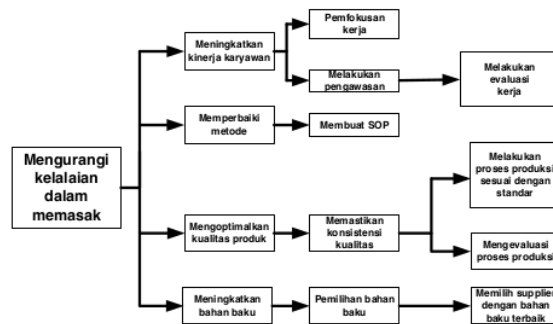 Mengurangi
kelalaian
dalam
memasak
Meningkatkan
kinerja karyawan
Pemfokusan
kerja
Melakukan
pengawasan
Melakukan
evaluasi
kerja
Memperbaiki
metode
Membuat SOP
Mengoptimalkan
kualitas produk
Memastikan
konsistensi
kualitas
Melakukan
proses produksi
sesuai dengan
standar
Mengevaluasi
proses produksi
Meningkatkan
bahan baku
Pemilihan bahan
baku
Memilih supplier
dengan bahan
baku terbaik